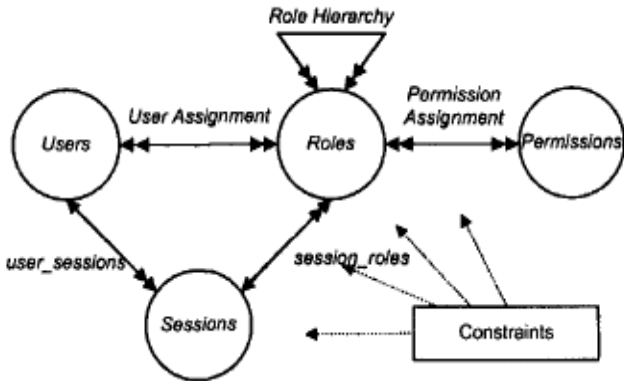 Role Hierarchy
User Assignment
Permission
Assignment
Users
Roles
Permissions
user_sessions
session_roles
Sessions
Constraints